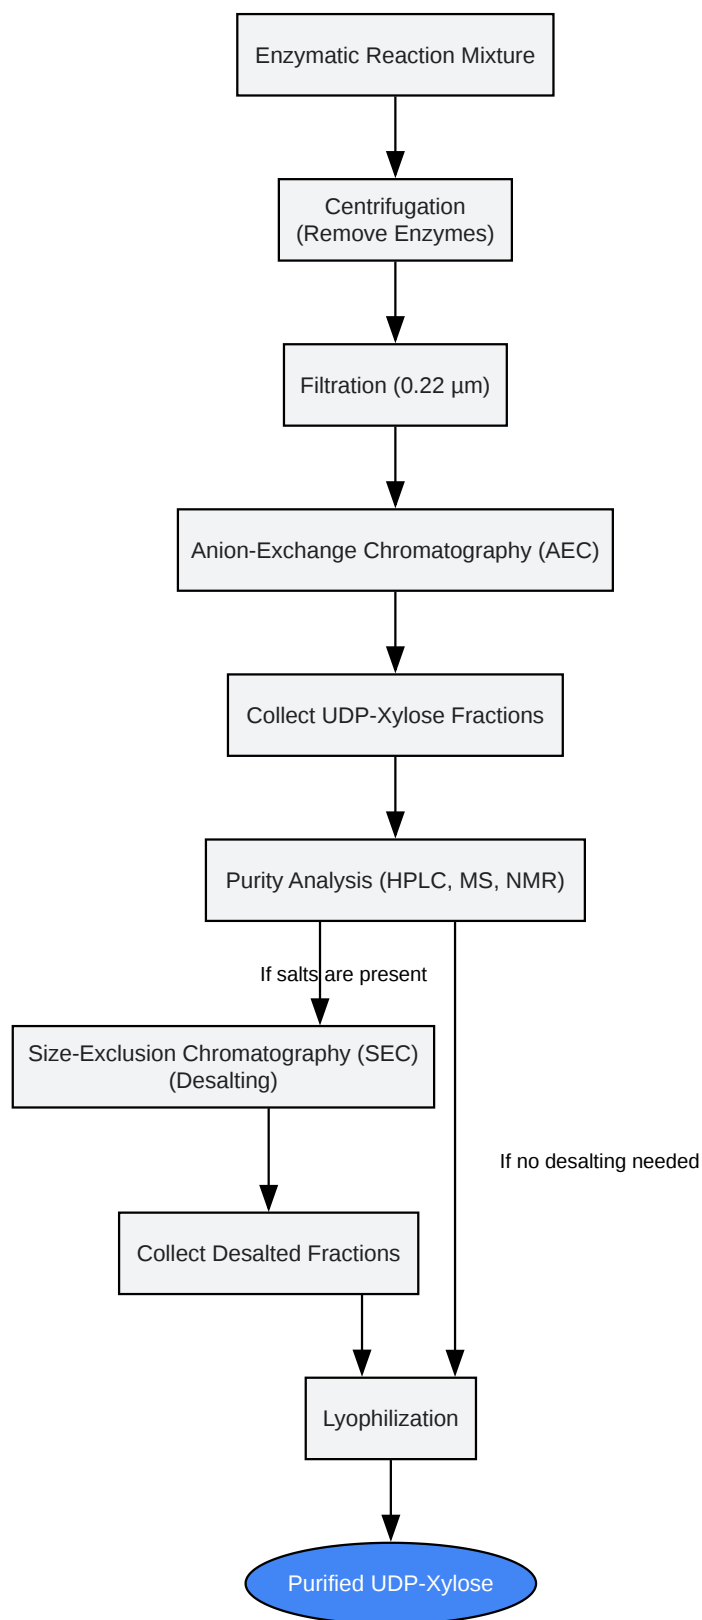 Enzymatic Reaction Mixture
Centrifugation
(Remove Enzymes)
Filtration (0.22 µm)
Anion-Exchange Chromatography (AEC)
Collect UDP-Xylose Fractions
Purity Analysis (HPLC, MS, NMR)
If salts are present
Size-Exclusion Chromatography (SEC)
(Desalting)
If no desalting needed
Collect Desalted Fractions
Lyophilization
Purified UDP-Xylose